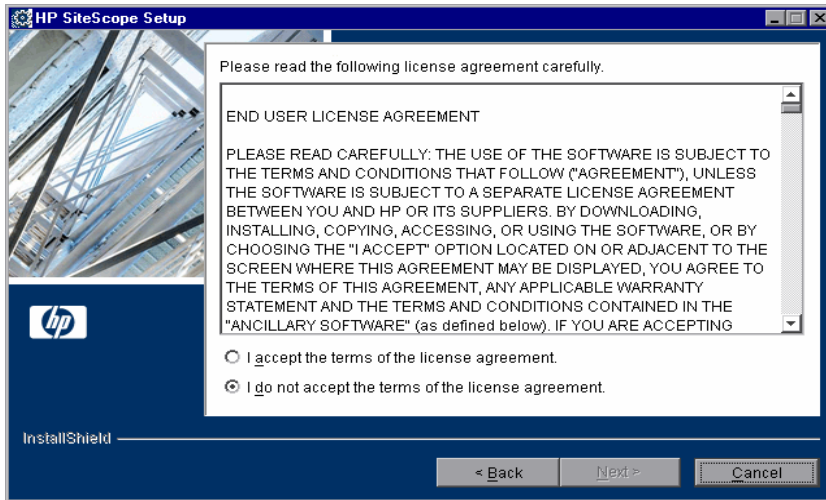 HP SiteScope Setup
Please read the following license agreement carefully.
END USER LICENSE AGREEMENT
PLEASE READ CAREFULLY: THE USE OF THE SOFTWARE IS SUBJECT TO
THE TERMS AND CONDITIONS THAT FOLLOW ("AGREEMENT"), UNLESS
THE SOFTWARE IS SUBJECT TO A SEPARATE LICENSE AGREEMENT
BETWEEN YOU AND HP OR ITS SUPPLIERS. BY DOWNLOADING,
INSTALLING, COPYING, ACCESSING, OR USING THE SOFTWARE, OR BY
CHOOSING THE "I ACCEPT" OPTION LOCATED ON OR ADJACENT TO THE
SCREEN WHERE THIS AGREEMENT MAY BE DISPLAYED, YOU AGREE TO
THE TERMS OF THIS AGREEMENT, ANY APPLICABLE WARRANTY
STATEMENT AND THE TERMS AND CONDITIONS CONTAINED IN THE
"ANCILLARY SOFTWARE" (as defined below). IF YOU ARE ACCEPTING
I accept the terms of the license agreement.
I do not accept the terms of the license agreement.
hp
InstallShield
< Back Next > Cancel